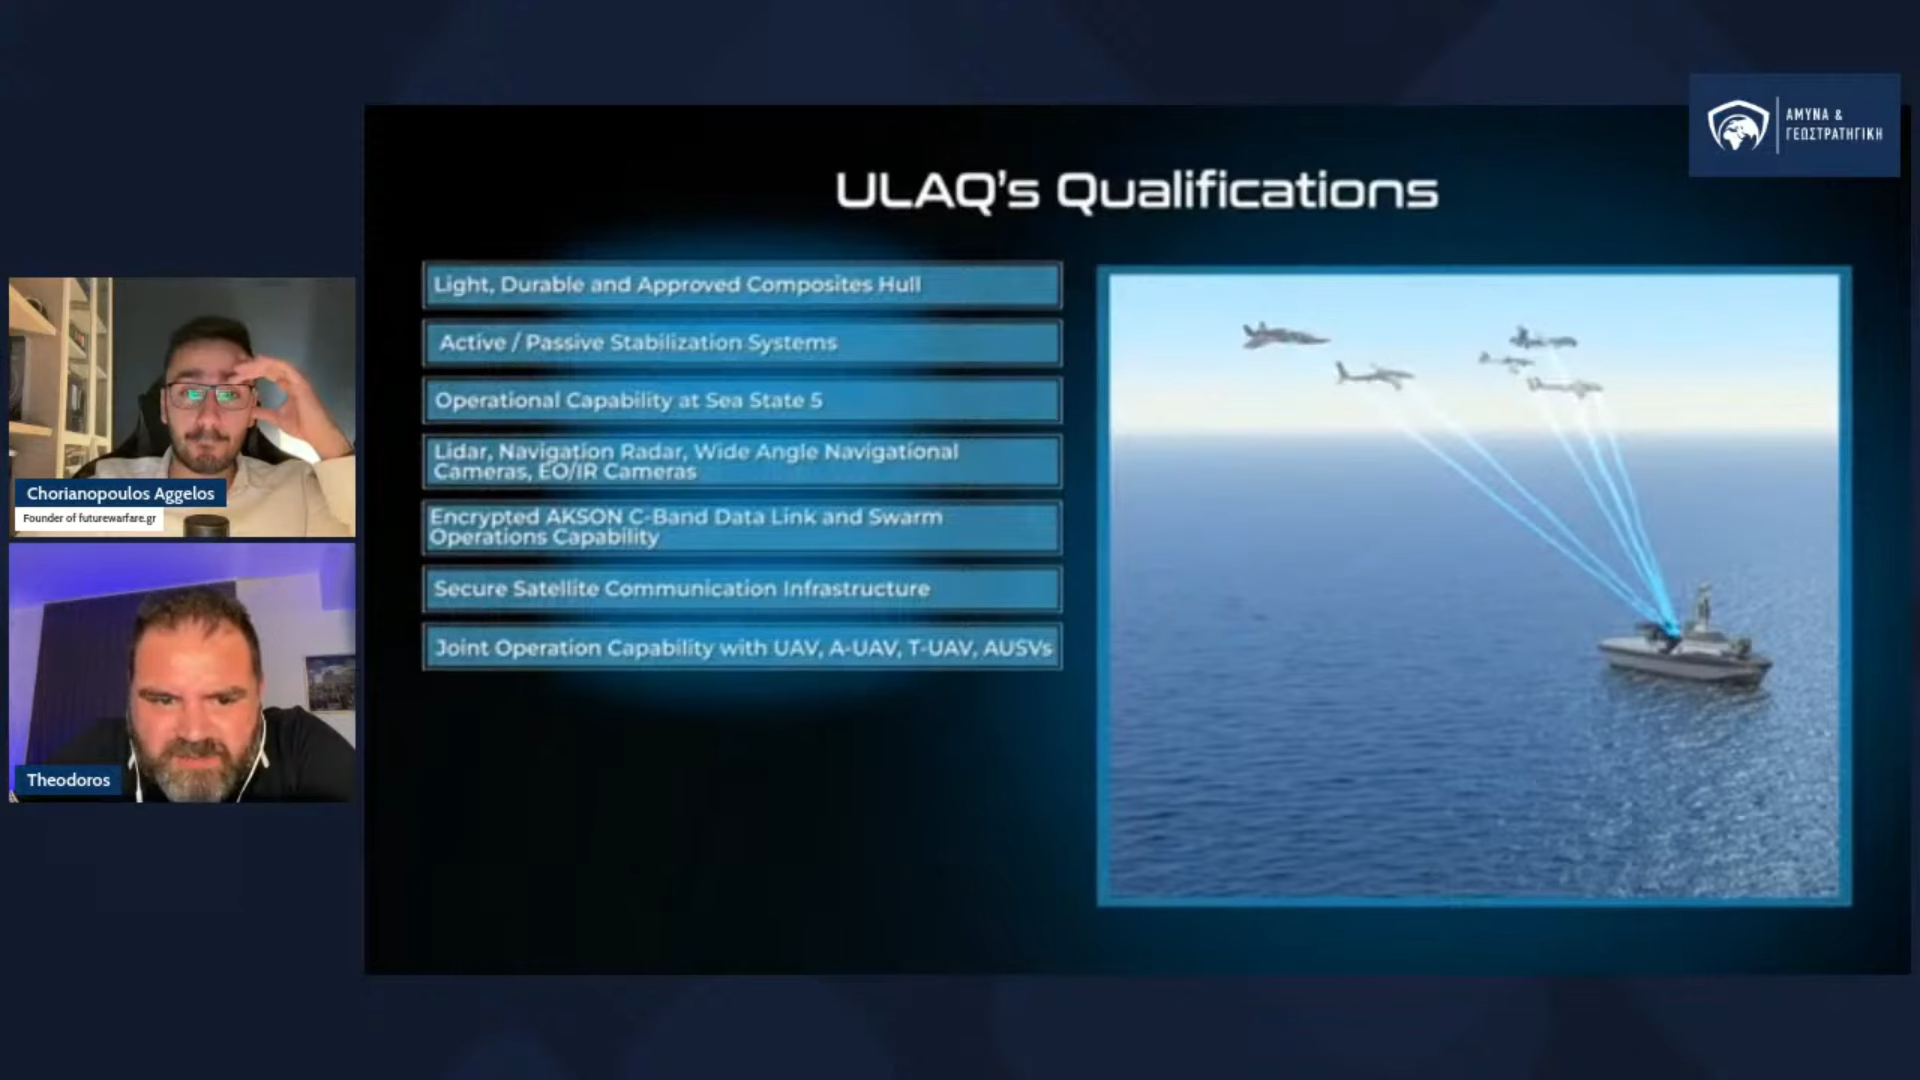 ΑΜΥΝΑ &
ΓΕΩΣΤΡΑΤΗΓΙΚΗ
ULAQ's Qualifications
Light, Durable and Approved Composites Hull
Active / Passive Stabilization Systems
Operational Capability at Sea State 5
Lidar, Navigation Radar, Wide Angle Navigational
Cameras, EO/IR Cameras
Encrypted AKSON C-Band Data Link and Swarm
Operations Capability
Secure Satellite Communication Infrastructure
Joint Operation Capability with UAV, A-UAV, T-UAV, AUSVs
Chorianopoulos Aggelos
Founder of futurewarfare.gr
Theodoros